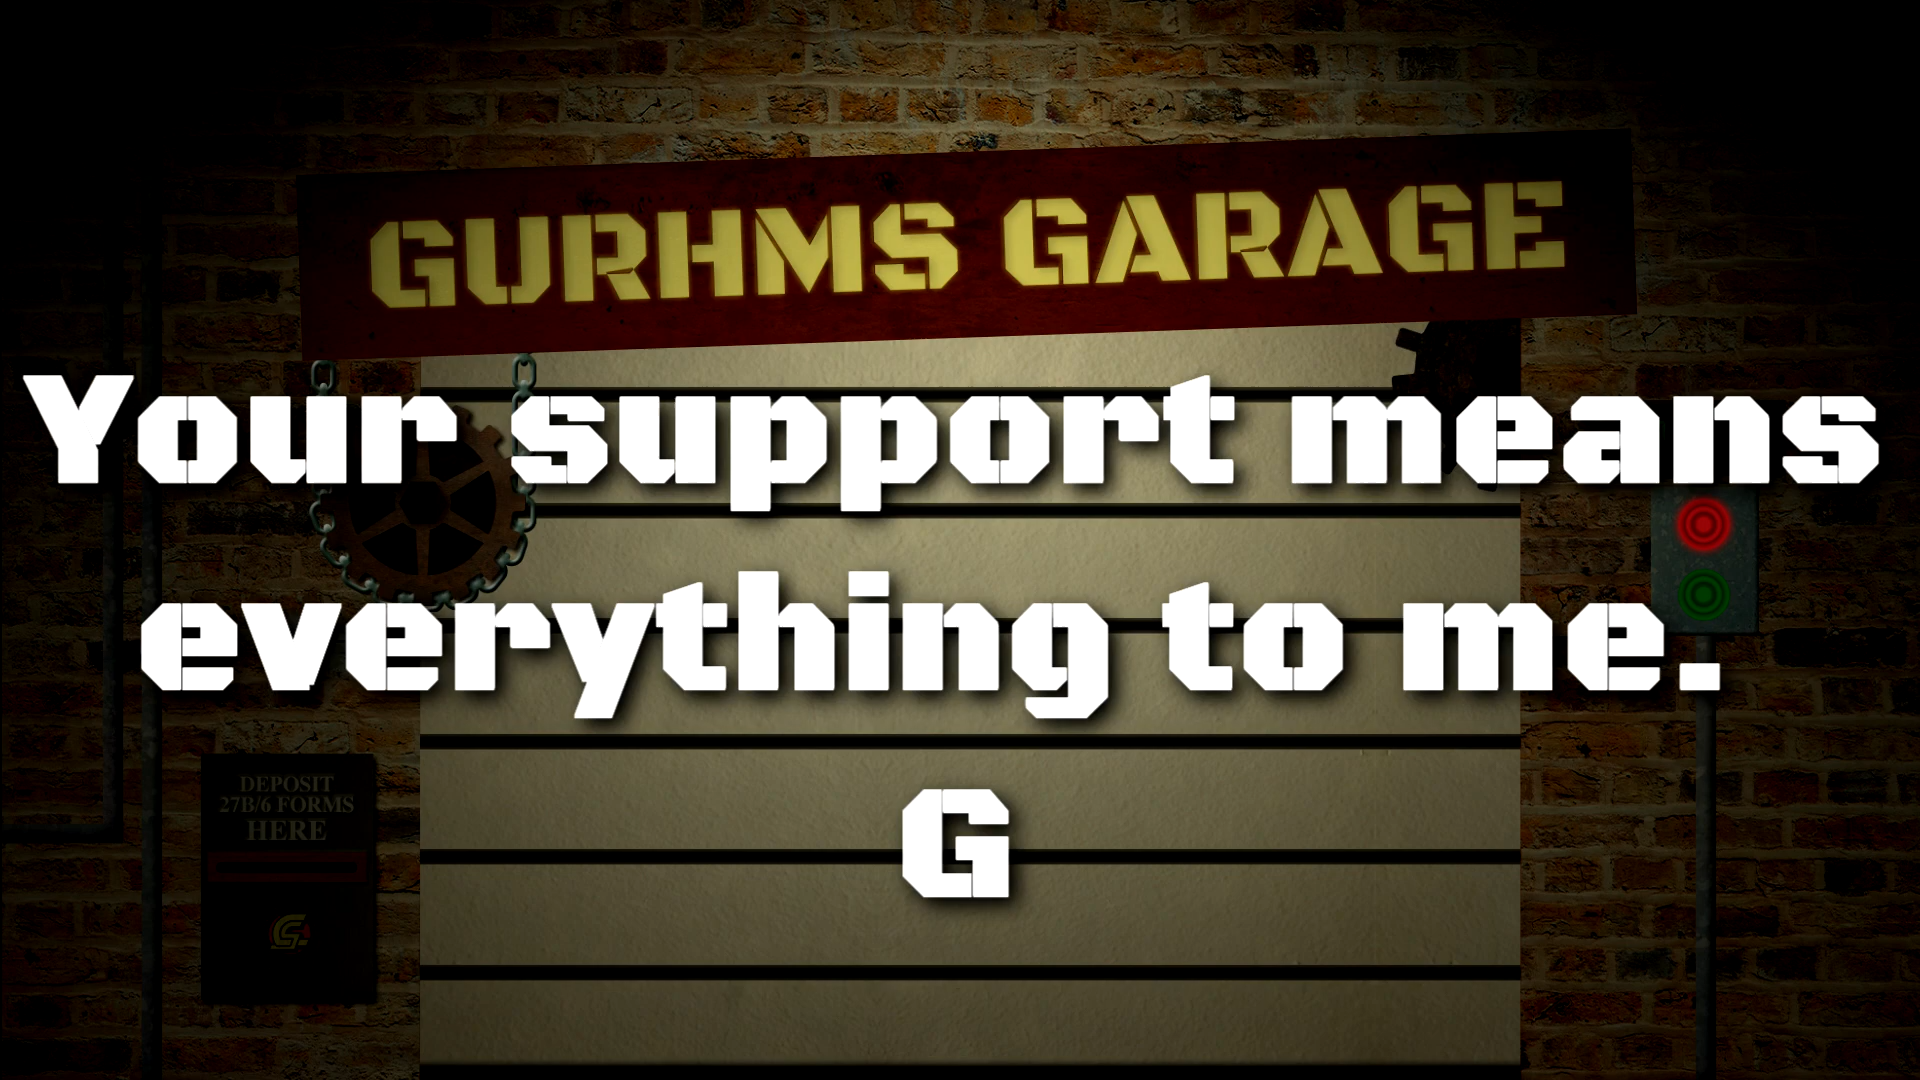 GURHMS GARAGE
Your support means
everything to me.
G
DEPOSIT
27B/6 FORMS
HERE